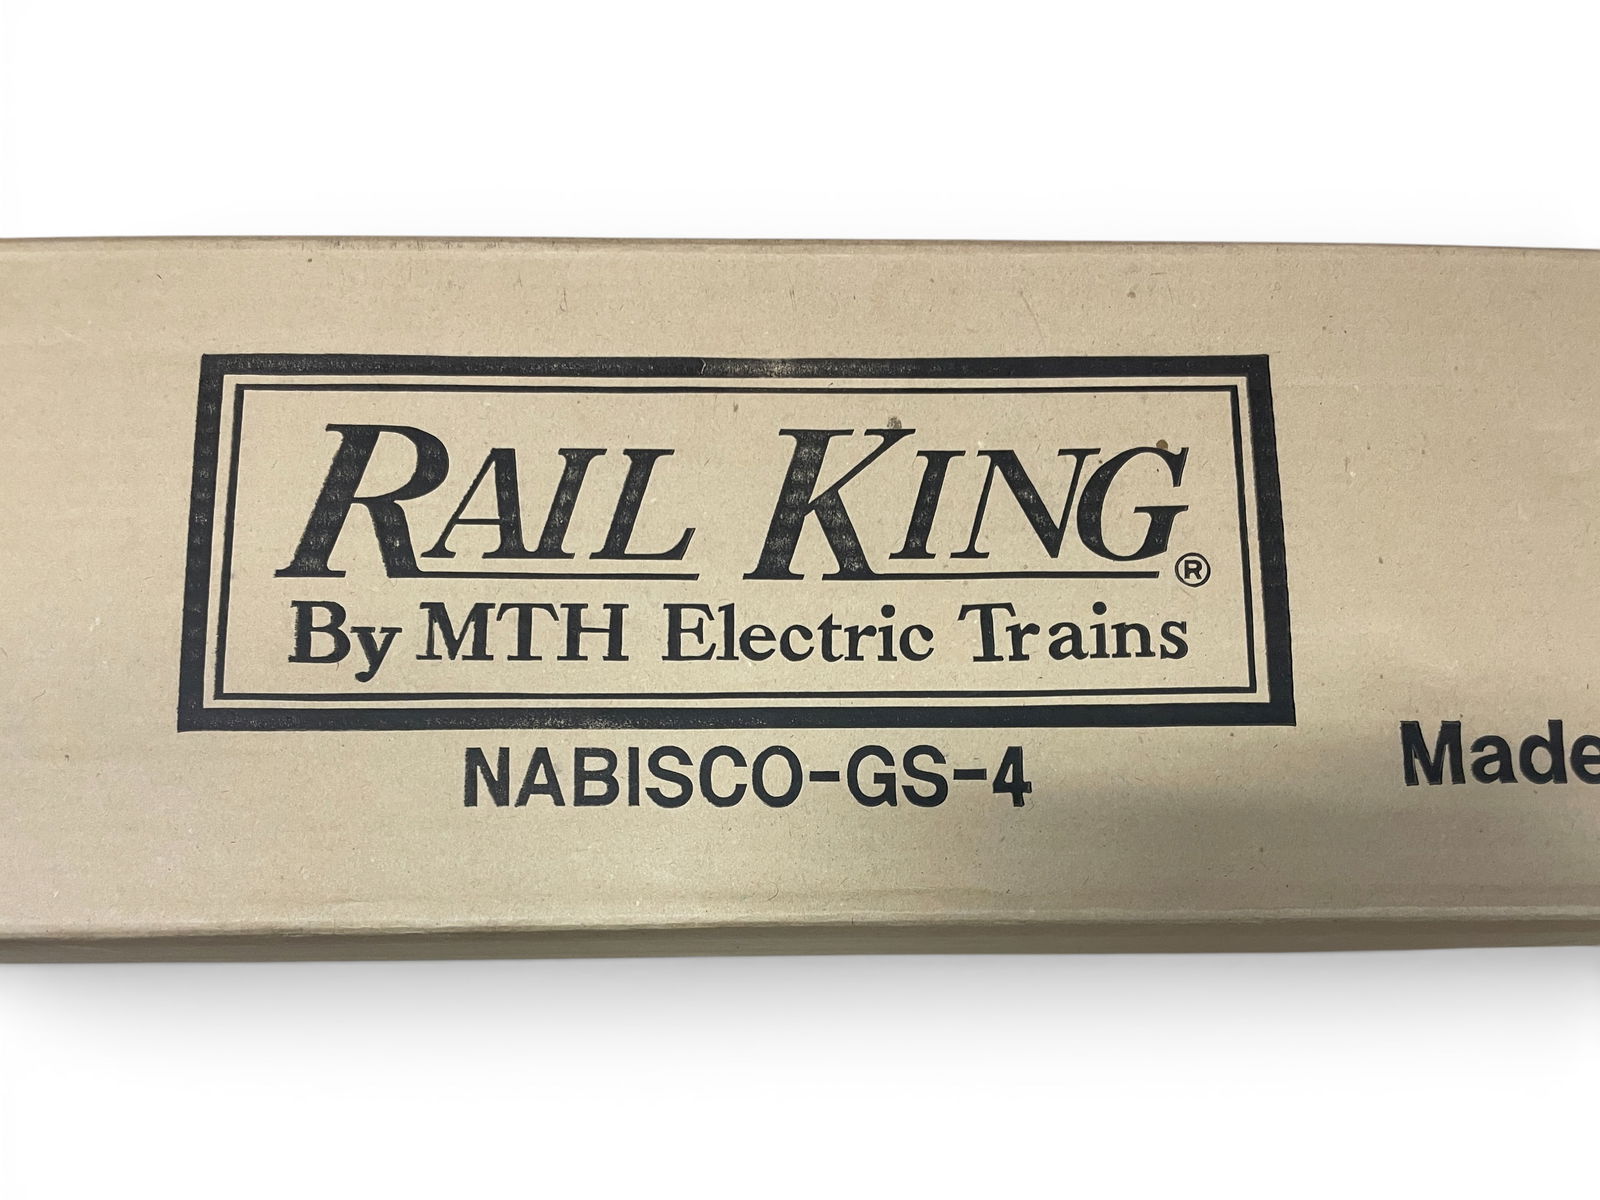 RAIL KING®
By MTH Electric Trains
NABISCO-GS-4
Made